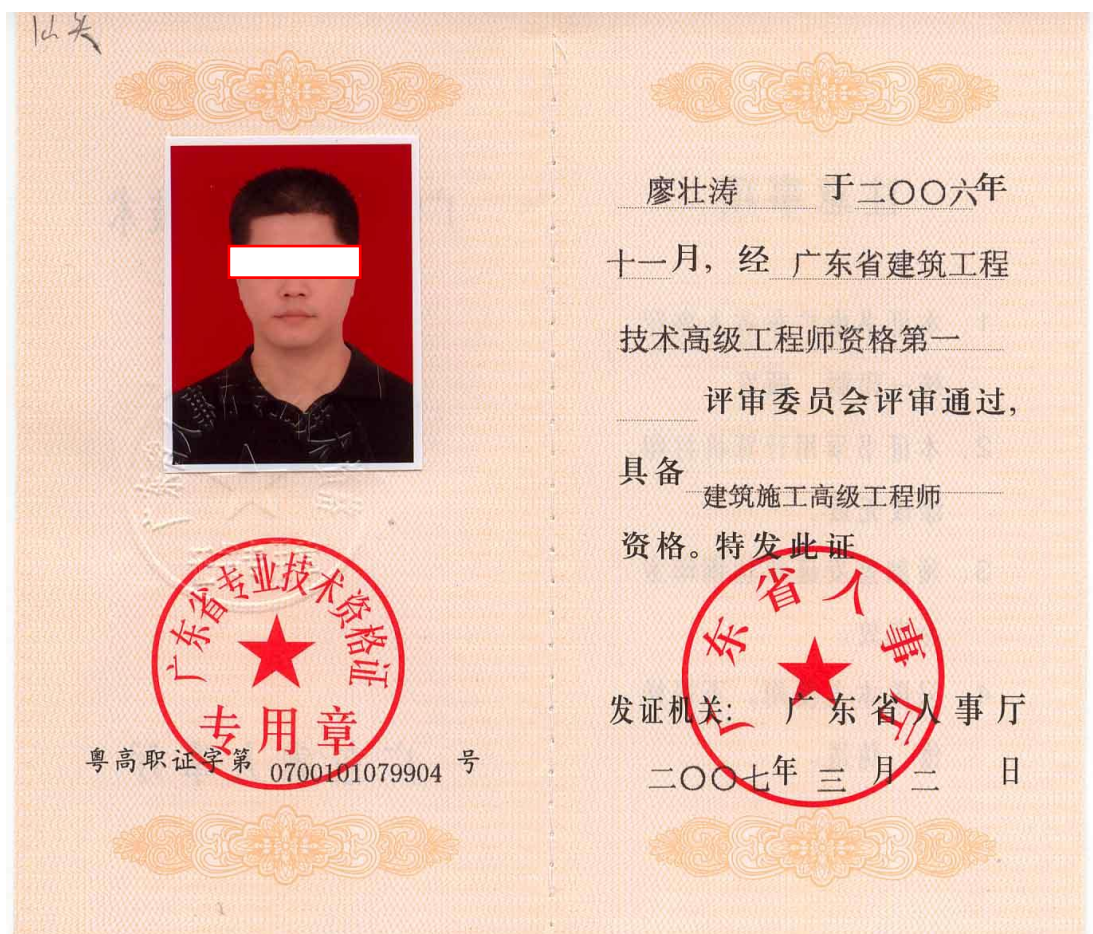 汕头
广东省专业技术资格证
专用章
粤高职证字第 0700101079904 号
廖壮涛 于二〇〇六年
十一月，经 广东省建筑工程
技术高级工程师资格第一
评审委员会评审通过,
具备 建筑施工高级工程师
资格。特发此证
广东省人事厅
发证机关: 广东省人事厅
二〇〇七年 三 月 二 日